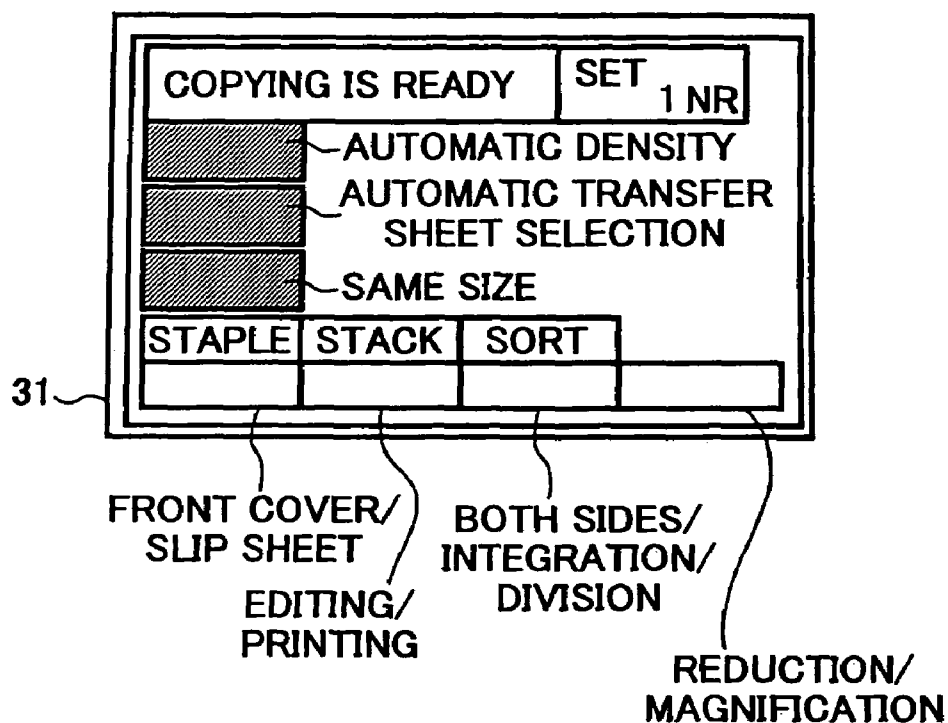 COPYING IS READY
SET
1 NR
AUTOMATIC DENSITY
AUTOMATIC TRANSFER
SHEET SELECTION
SAME SIZE
STAPLE STACK SORT
31
FRONT COVER/
SLIP SHEET
EDITING/
PRINTING
BOTH SIDES/
INTEGRATION/
DIVISION
REDUCTION/
MAGNIFICATION